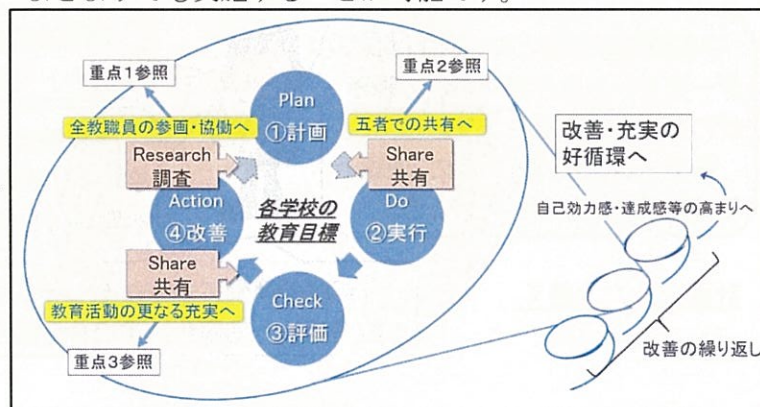 重点1参照
重点2参照
Plan
①計画
全教職員の参画・協働へ
五者での共有へ
Research
調査
Share
共有
改善・充実の
好循環へ
Action
④改善
各学校の
教育目標
Do
②実行
自己効力感・達成感等の高まりへ
Share
共有
教育活動の更なる充実へ
Check
③評価
重点3参照
改善の繰り返し